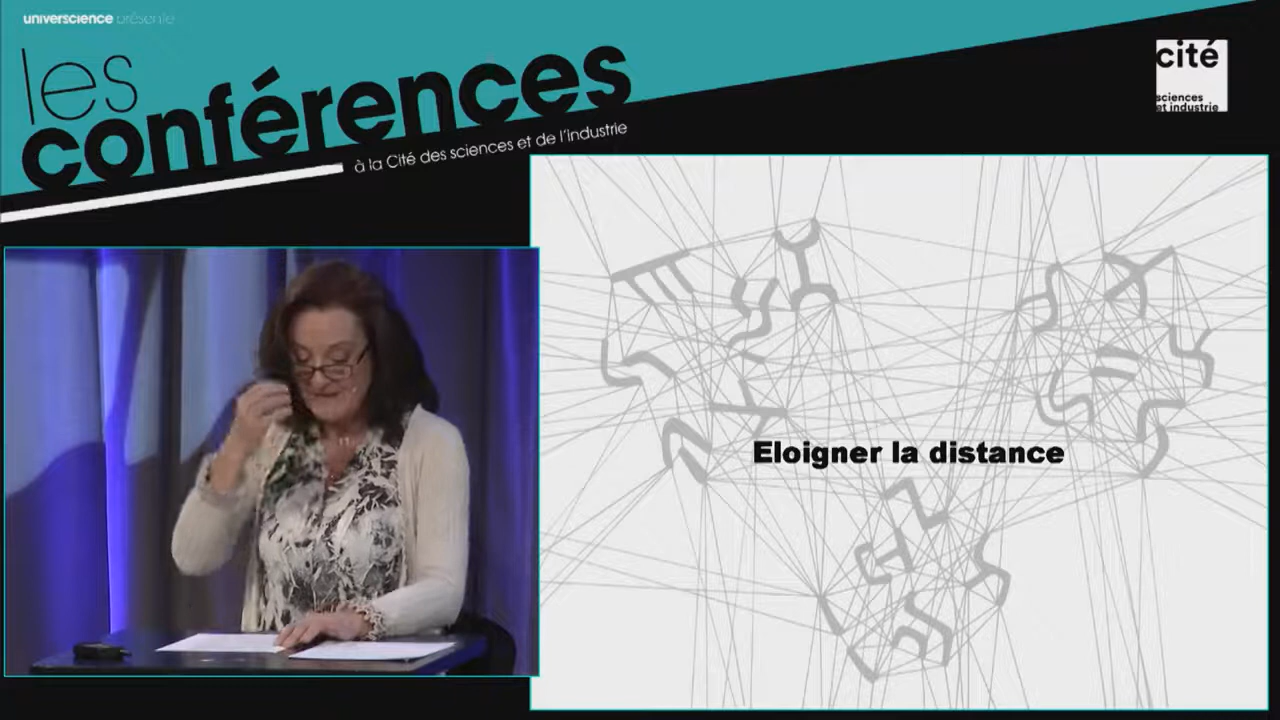 universcience présente
les
conférences
à la Cité des sciences et de l'industrie
cité
sciences
et industrie
Eloigner la distance